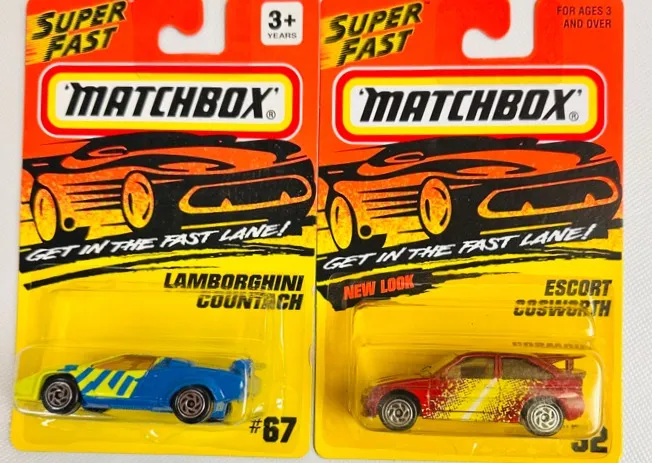 SUPER
FAST
3+
YEARS
'MATCHBOX'®
GET IN THE FAST LANE!
LAMBORGHINI
COUNTACH
#67
SUPER
FAST
FOR AGES 3
AND OVER
'MATCHBOX'®
GET IN THE FAST LANE!
NEW LOOK
ESCORT
COSWORTH